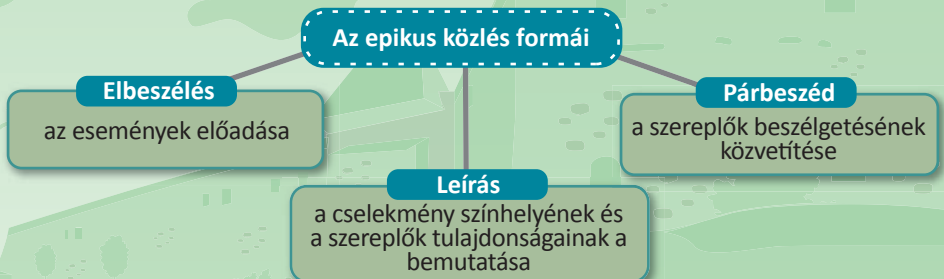 Az epikus közlés formái
Elbeszélés
az események előadása
Párbeszéd
a szereplők beszélgetésének
közvetítése
Leírás
a cselekmény színhelyének és
a szereplők tulajdonságainak a
bemutatása